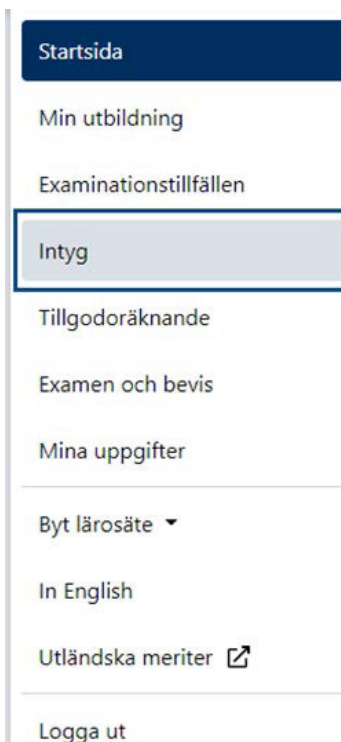 Startsida
Min utbildning
Examinationstillfällen
Intyg
Tillgodoräknande
Examen och bevis
Mina uppgifter
Byt lärosäte
In English
Utländska meriter
Logga ut